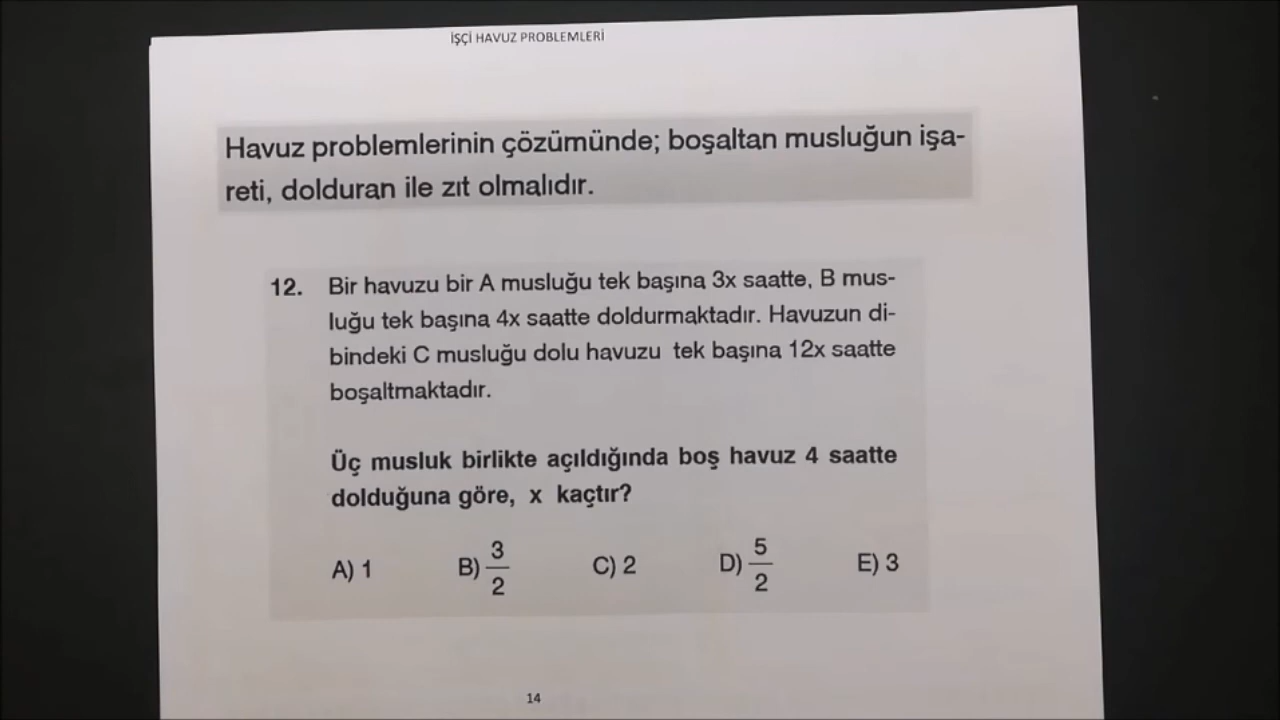 İŞÇİ HAVUZ PROBLEMLERİ
Havuz problemlerinin çözümünde; boşaltan musluğun işa-
reti, dolduran ile zıt olmalıdır.
12. Bir havuzu bir A musluğu tek başına 3x saatte, B mus-
luğu tek başına 4x saatte doldurmaktadır. Havuzun di-
bindeki C musluğu dolu havuzu tek başına 12x saatte
boşaltmaktadır.
Üç musluk birlikte açıldığında boş havuz 4 saatte
dolduğuna göre, x kaçtır?
A) 1 B) 3/2 C) 2 D) 5/2 E) 3
14